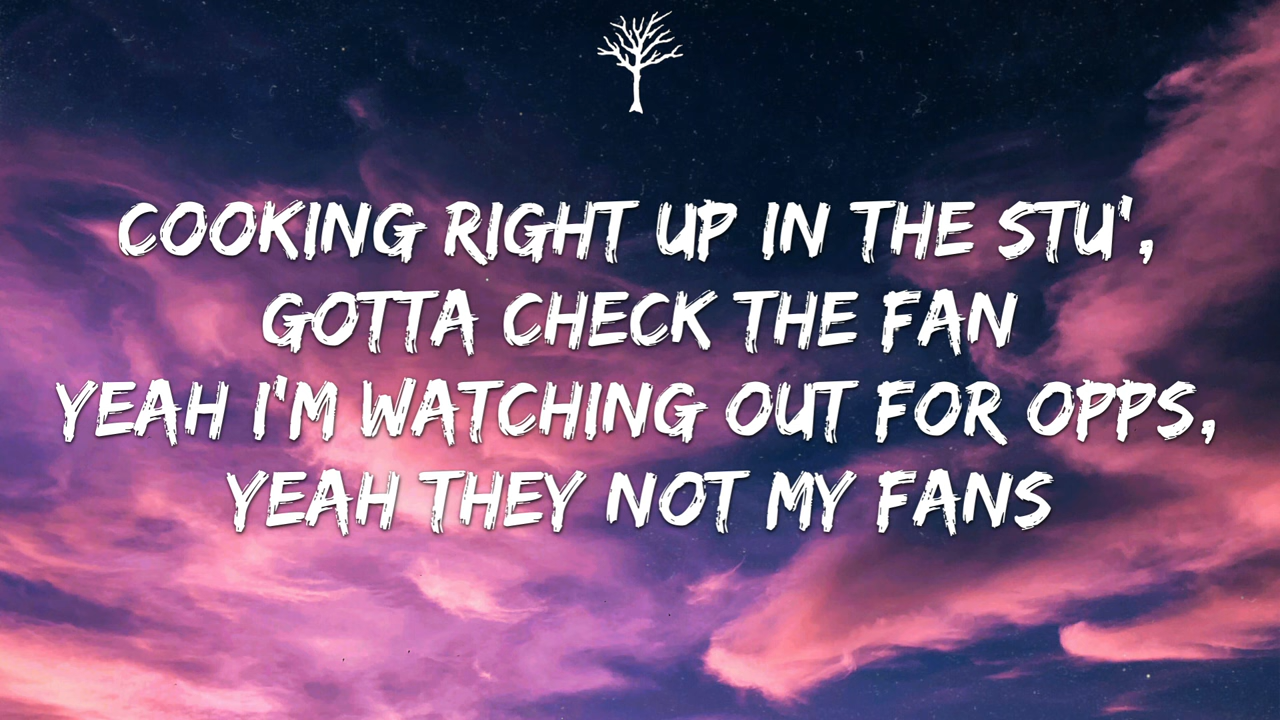 COOKING RIGHT UP IN THE STU',
GOTTA CHECK THE FAN
YEAH I'M WATCHING OUT FOR OPPS,
YEAH THEY NOT MY FANS